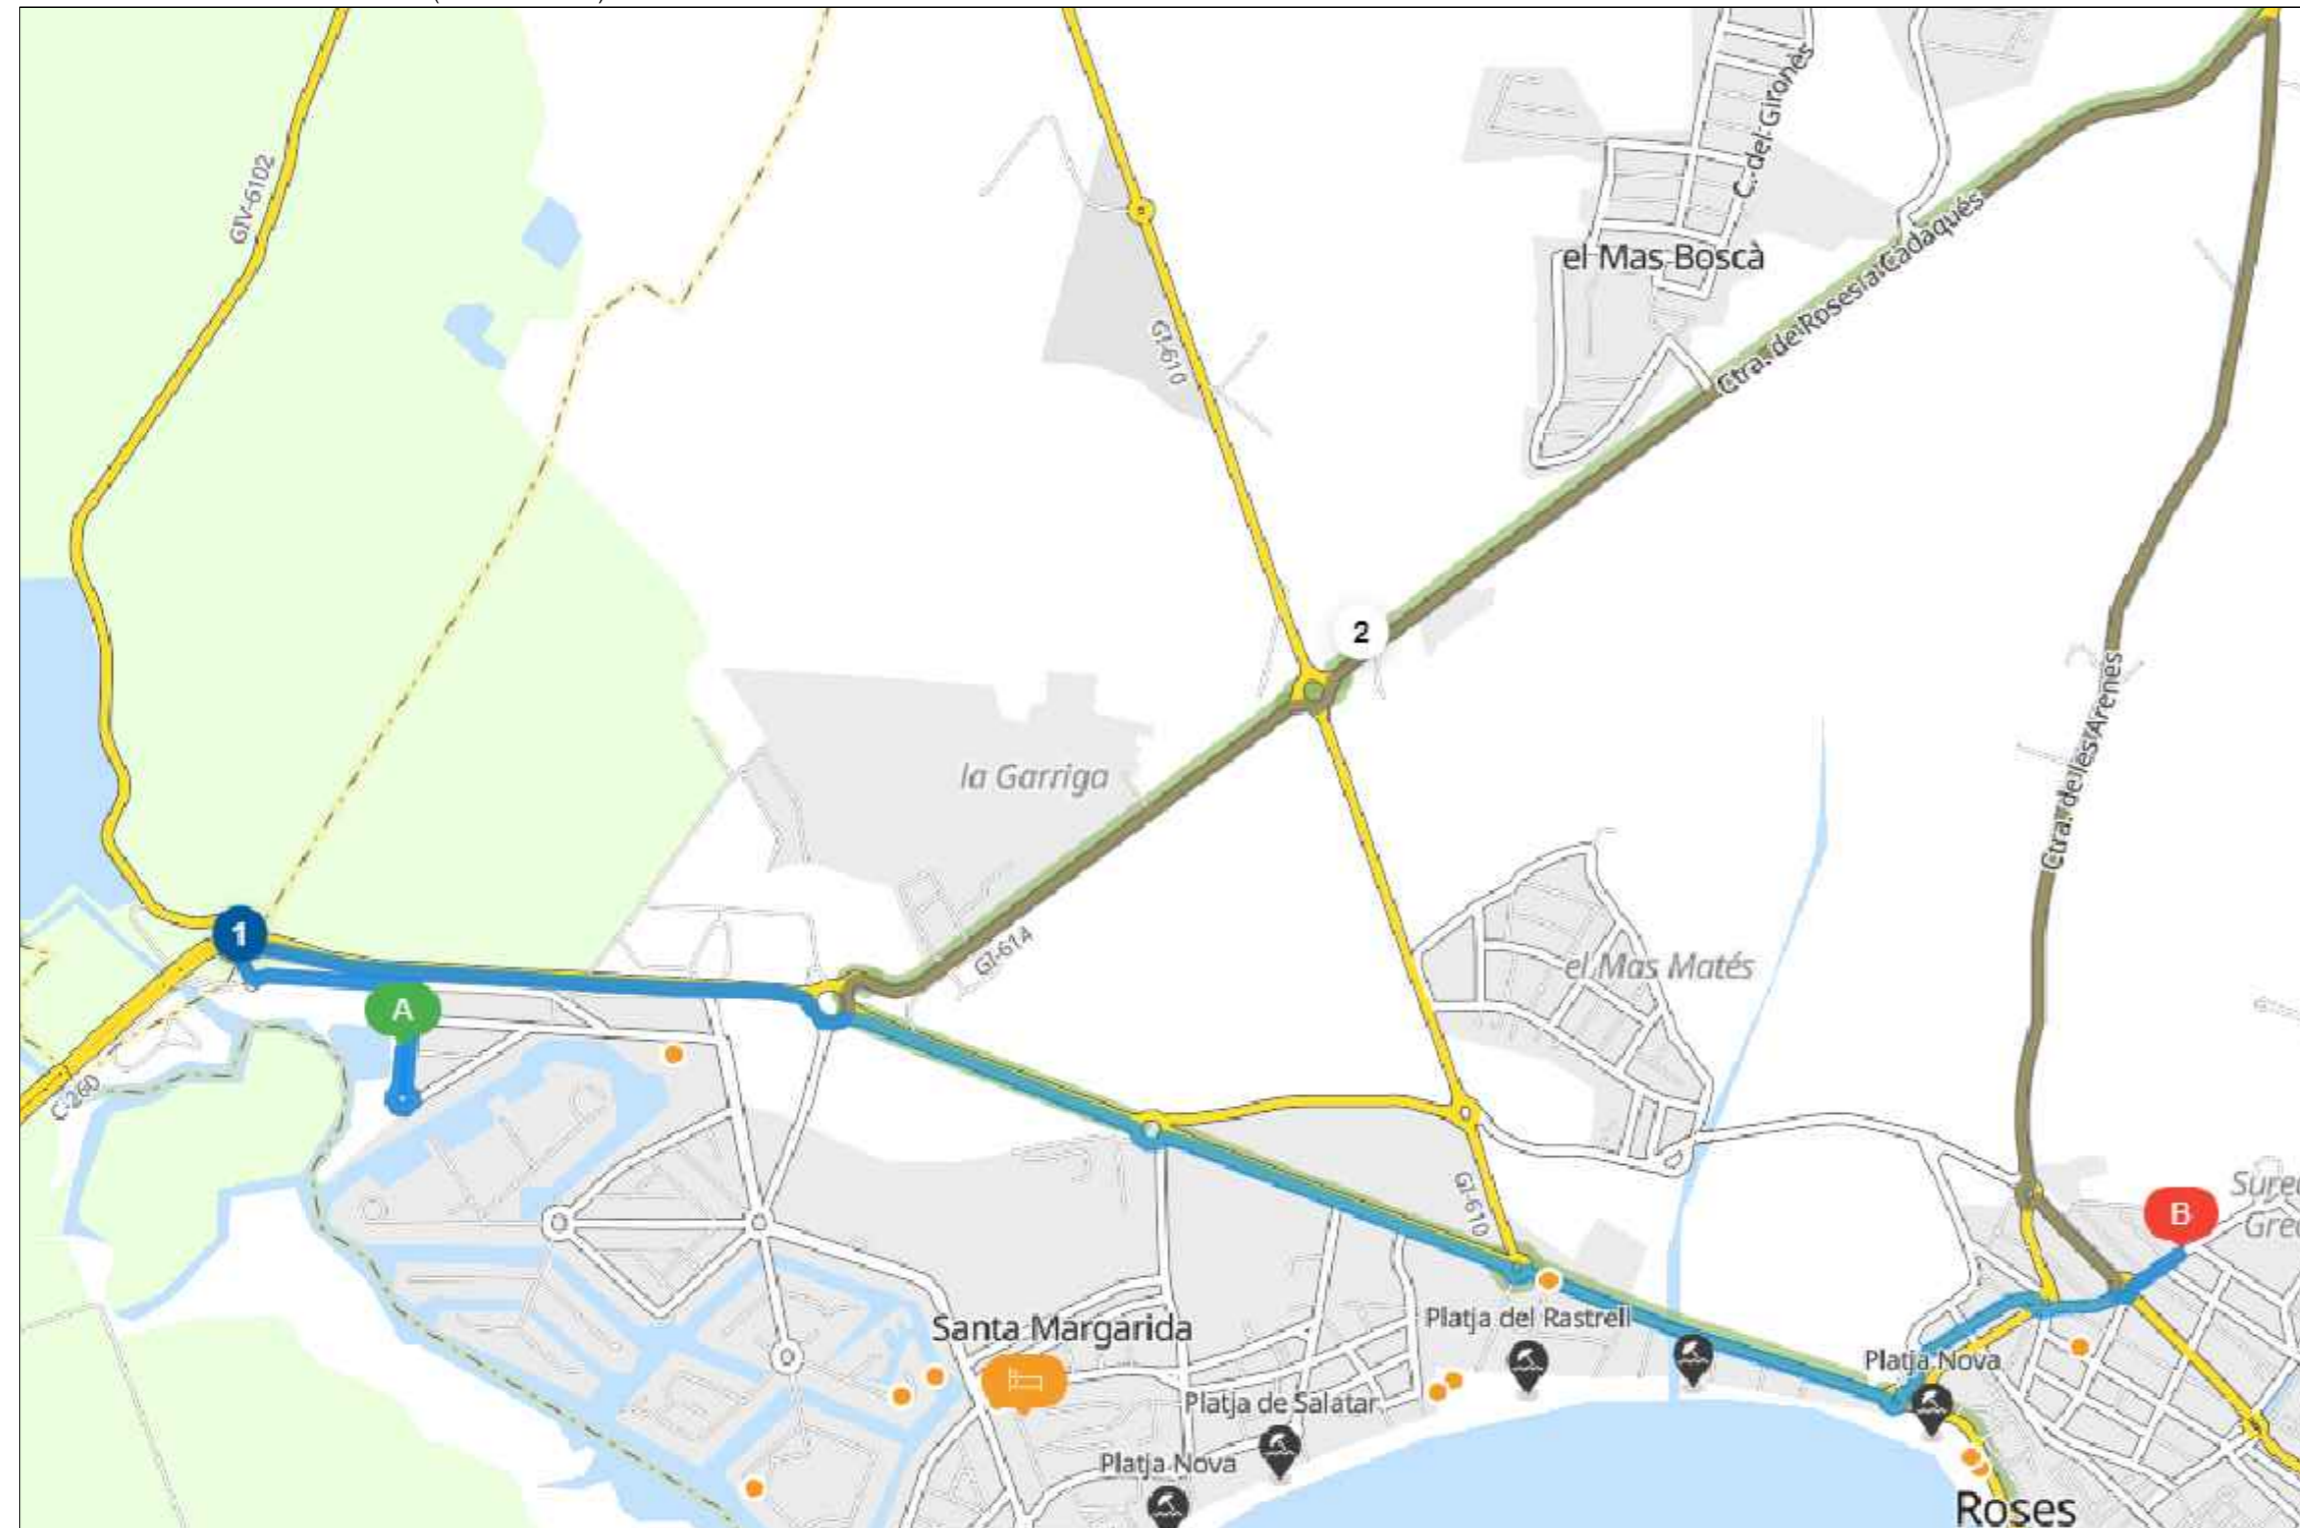 GIV-6102
C. del Gironès
el Mas Boscà
Ctra. de Roses a Cadaqués
GI-610
2
Ctra. de les Arenes
la Garriga
1
GI-614
el Mas Matés
A
C-260
GI-610
B
Santa Margarida
Platja del Rastrell
Platja Nova
Platja de Salatar
Platja Nova
Roses